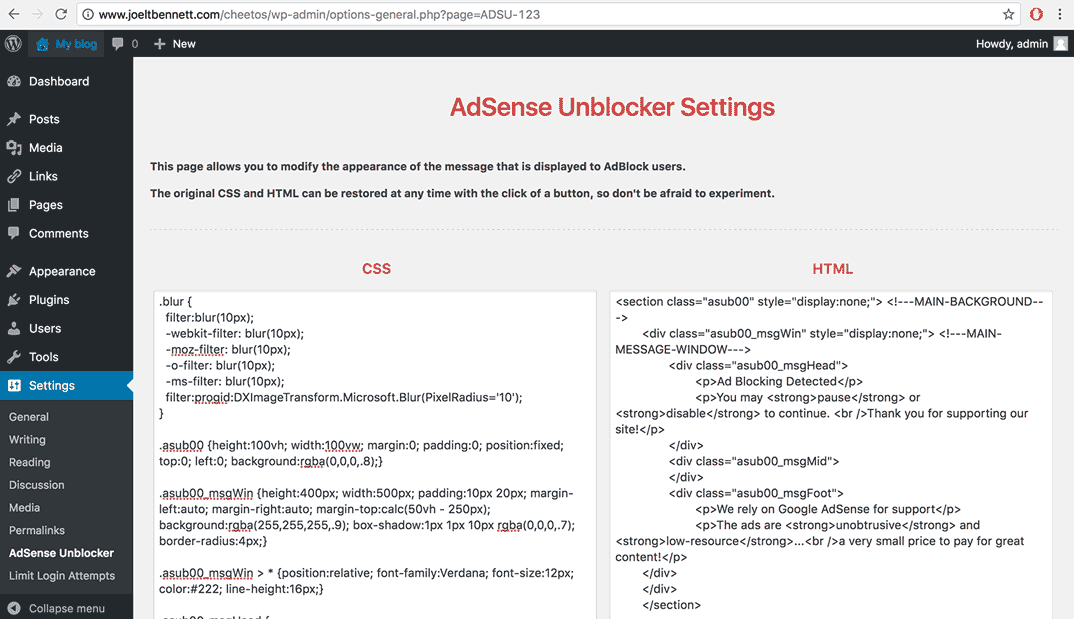 www.joeltbennett.com/cheetos/wp-admin/options-general.php?page=ADSU-123
My blog 0 New Howdy, admin
Dashboard
Posts
Media
Links
Pages
Comments
Appearance
Plugins
Users
Tools
Settings
General
Writing
Reading
Discussion
Media
Permalinks
AdSense Unblocker
Limit Login Attempts
Collapse menu
AdSense Unblocker Settings
This page allows you to modify the appearance of the message that is displayed to AdBlock users.
The original CSS and HTML can be restored at any time with the click of a button, so don't be afraid to experiment.
CSS
.blur {
filter:blur(10px);
-webkit-filter: blur(10px);
-moz-filter: blur(10px);
-o-filter: blur(10px);
-ms-filter: blur(10px);
filter:progid:DXImageTransform.Microsoft.Blur(PixelRadius='10');
}
.asub00 {height:100vh; width:100vw; margin:0; padding:0; position:fixed;
top:0; left:0; background:rgba(0,0,0,.8);}
.asub00_msgWin {height:400px; width:500px; padding:10px 20px; margin-
left:auto; margin-right:auto; margin-top:calc(50vh - 250px);
background:rgba(255,255,255,.9); box-shadow:1px 1px 10px rgba(0,0,0,.7);
border-radius:4px;}
.asub00_msgWin > * {position:relative; font-family:Verdana; font-size:12px;
color:#222; line-height:16px;}
.asub00_msgHead {
HTML
<section class="asub00" style="display:none;"> <!---MAIN-BACKGROUND--
->
<div class="asub00_msgWin" style="display:none;"> <!---MAIN-
MESSAGE-WINDOW--->
<div class="asub00_msgHead">
<p>Ad Blocking Detected</p>
<p>You may <strong>pause</strong> or
<strong>disable</strong> to continue. <br />Thank you for supporting our
site!</p>
</div>
<div class="asub00_msgMid">
</div>
<div class="asub00_msgFoot">
<p>We rely on Google AdSense for support</p>
<p>The ads are <strong>unobtrusive</strong> and
<strong>low-resource</strong>...<br />a very small price to pay for great
content!</p>
</div>
</div>
</section>